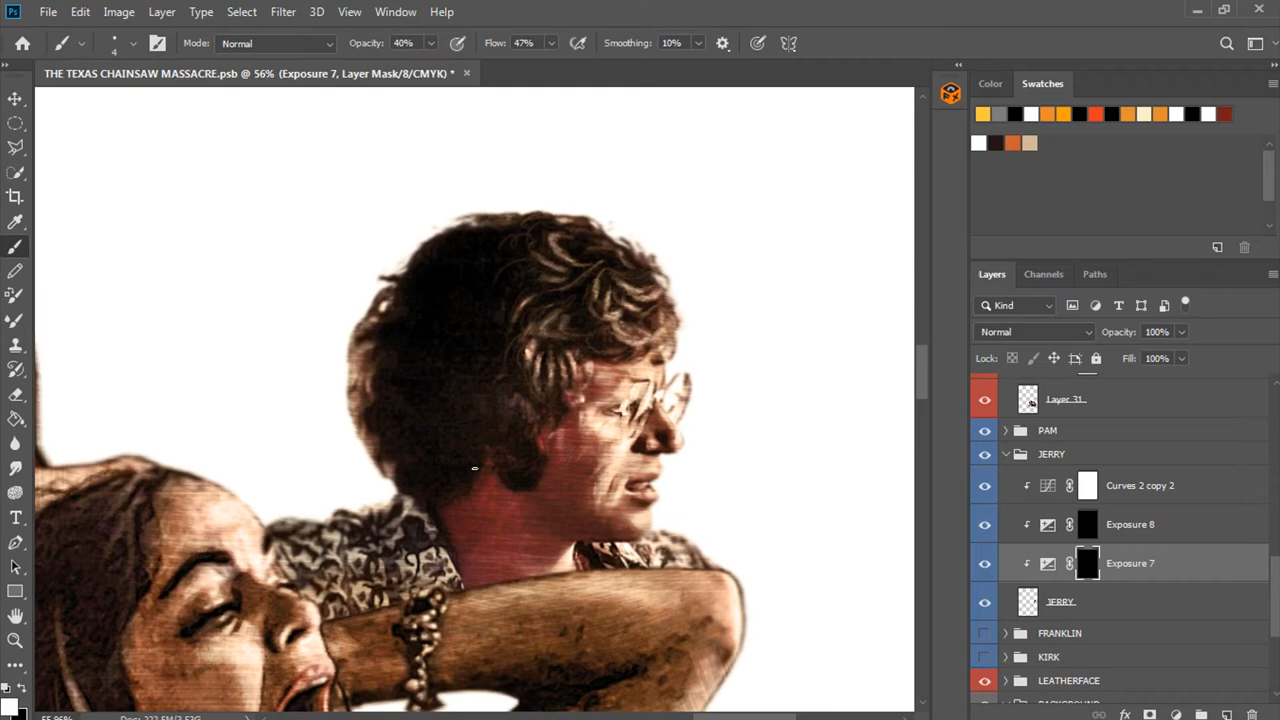 Ps File Edit Image Layer Type Select Filter 3D View Window Help
4 Mode: Normal Opacity: 40% Flow: 47% Smoothing: 10%
THE TEXAS CHAINSAW MASSACRE.psb @ 56% (Exposure 7, Layer Mask/8/CMYK) * ×
Color Swatches
Layers Channels Paths
Kind
Normal Opacity: 100%
Lock: Fill: 100%
Layer 31
PAM
JERRY
Curves 2 copy 2
Exposure 8
Exposure 7
JERRY
FRANKLIN
KIRK
LEATHERFACE